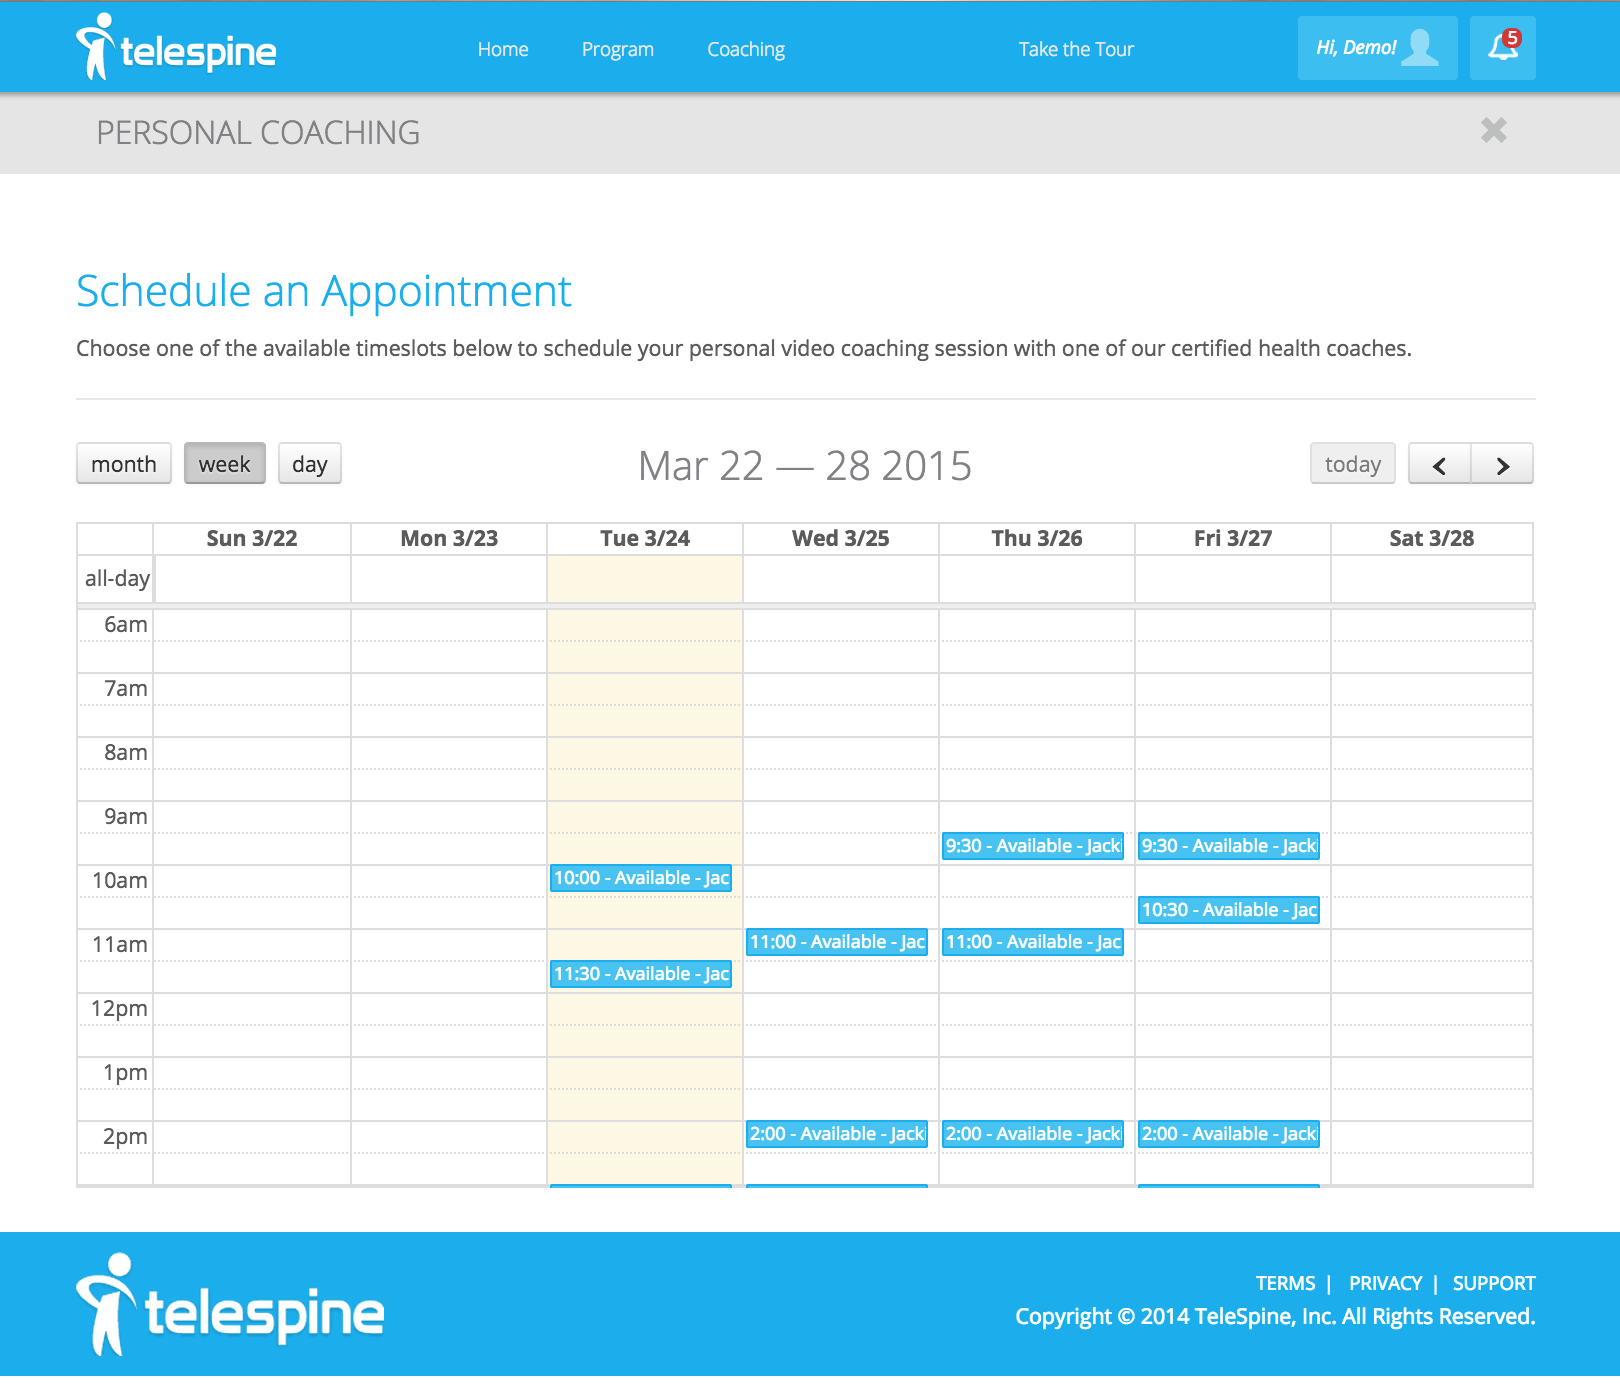 telespine
Home Program Coaching Take the Tour Hi, Demo! 5
PERSONAL COACHING
Schedule an Appointment
Choose one of the available timeslots below to schedule your personal video coaching session with one of our certified health coaches.
month week day Mar 22 — 28 2015 today
Sun 3/22 Mon 3/23 Tue 3/24 Wed 3/25 Thu 3/26 Fri 3/27 Sat 3/28
all-day
6am
7am
8am
9am
9:30 - Available - Jacki 9:30 - Available - Jacki
10am 10:00 - Available - Jac
10:30 - Available - Jac
11am 11:00 - Available - Jac 11:00 - Available - Jac
11:30 - Available - Jac
12pm
1pm
2pm 2:00 - Available - Jacki 2:00 - Available - Jacki 2:00 - Available - Jacki
telespine
TERMS | PRIVACY | SUPPORT
Copyright © 2014 TeleSpine, Inc. All Rights Reserved.